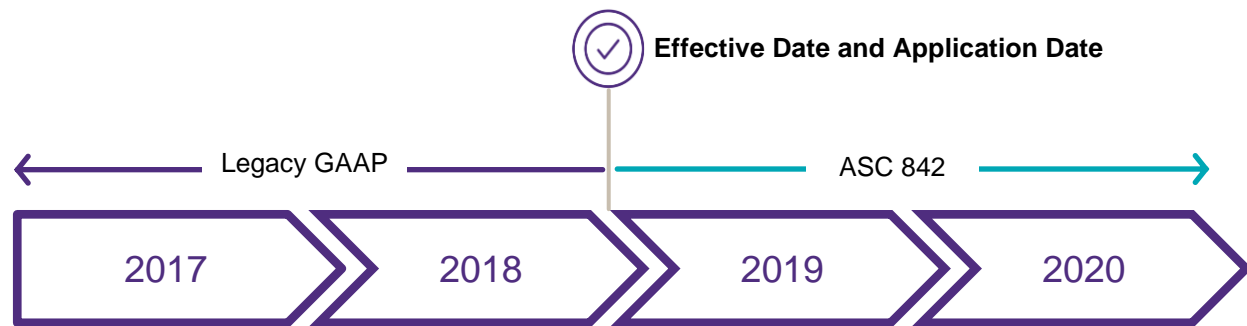 Effective Date and Application Date
Legacy GAAP
ASC 842
2017
2018
2019
2020